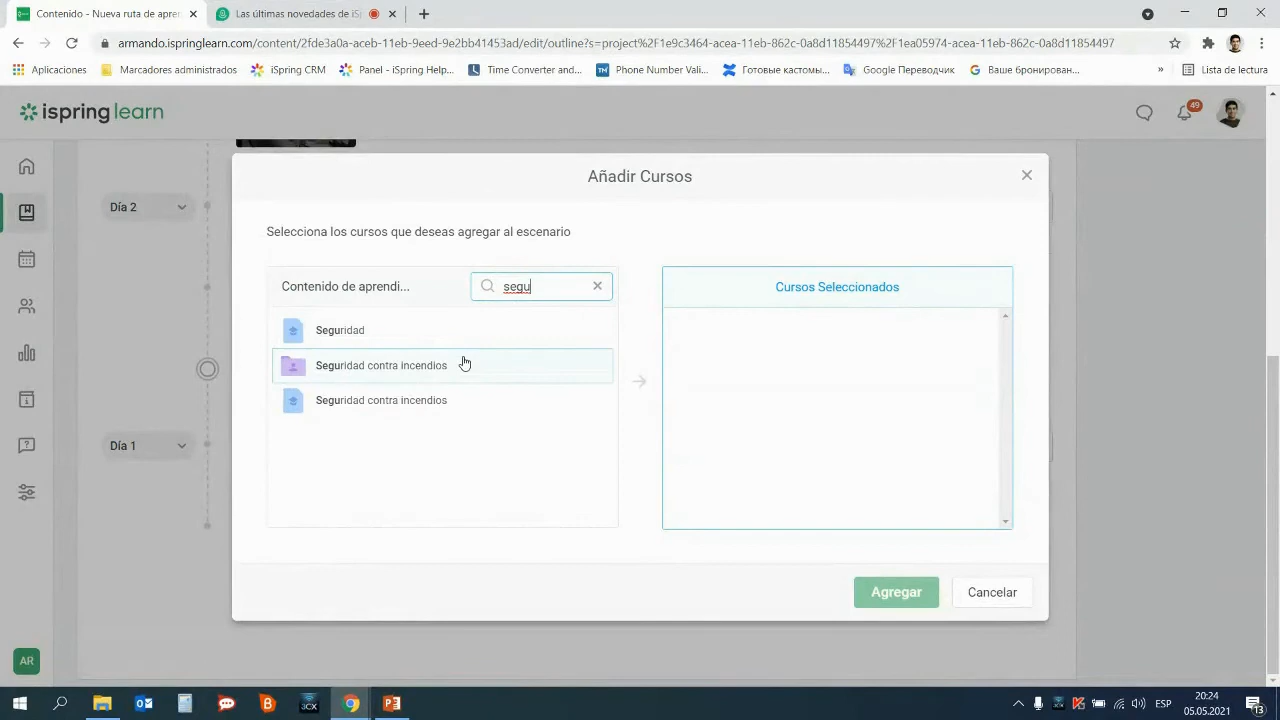 Contenido - Nueva ruta de apren
Las últimas novedades de iS
armando.ispringlearn.com/content/2fde3a0a-aceb-11eb-9eed-9e2bb41453ed/edit/outline?s=project%2f1e9c3464-acea-11eb-862c-0a8d11854497%2f1ea05974-acea-11eb-862c-0a8d11854497
Aplicaciones
Marcadores administrados
iSpring CRM
Panel - iSpring Help...
Time Converter and...
Phone Number Vali...
Готовые кастомы...
Google Переводчик
Ваше бронирован...
»
Lista de lectura
ispring learn
49
Añadir Cursos
Día 2
Selecciona los cursos que deseas agregar al escenario
Contenido de aprendi...
segu
Cursos Seleccionados
Seguridad
Seguridad contra incendios
Seguridad contra incendios
Día 1
Agregar
Cancelar
AR
3CX
ESP
20:24
05.05.2021
13